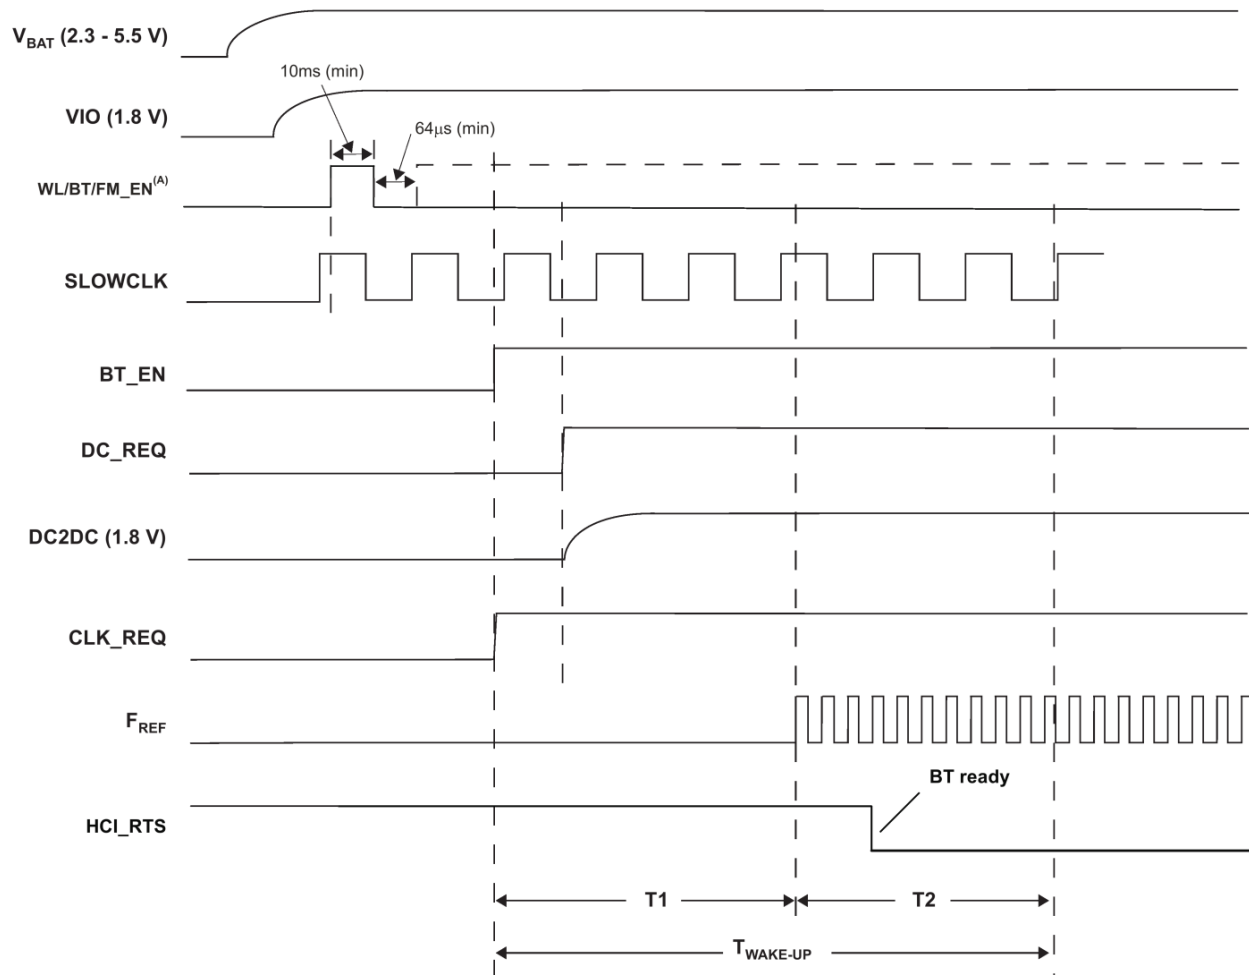 V_BAT (2.3 - 5.5 V)
10ms (min)
VIO (1.8 V)
64μs (min)
WL/BT/FM_EN(A)
SLOWCLK
BT_EN
DC_REQ
DC2DC (1.8 V)
CLK_REQ
F_REF
BT ready
HCI_RTS
T1
T2
T_WAKE-UP